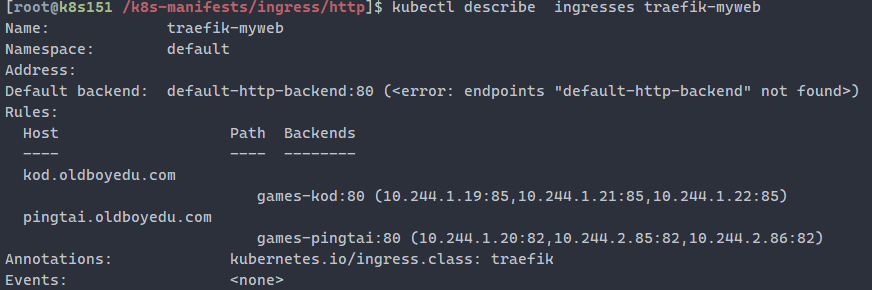 [root@k8s151 /k8s-manifests/ingress/http]$ kubectl describe  ingresses traefik-myweb
Name:             traefik-myweb
Namespace:        default
Address:
Default backend:  default-http-backend:80 (<error: endpoints "default-http-backend" not found>)
Rules:
  Host                   Path  Backends
  ----                   ----  --------
  kod.oldboyedu.com
                            games-kod:80 (10.244.1.19:85,10.244.1.21:85,10.244.1.22:85)
  pingtai.oldboyedu.com
                            games-pingtai:80 (10.244.1.20:82,10.244.2.85:82,10.244.2.86:82)
Annotations:             kubernetes.io/ingress.class: traefik
Events:                  <none>